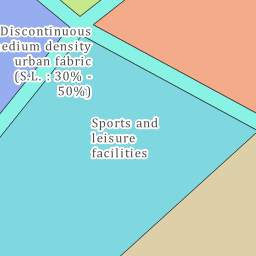 Discontinuous
edium density
urban fabric
(S.L. : 30% -
50%)
Sports and
leisure
facilities